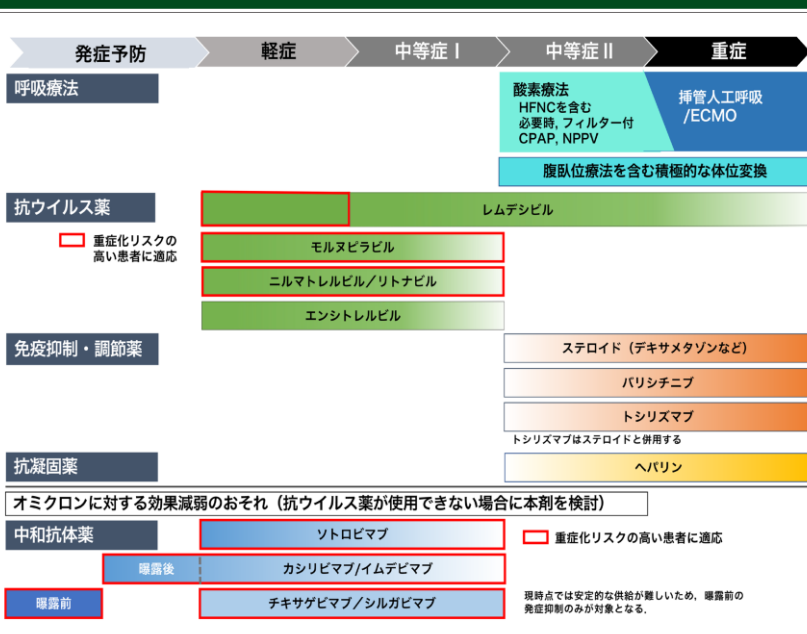 発症予防
軽症
中等症Ⅰ
中等症Ⅱ
重症
呼吸療法
酸素療法
HFNCを含む
必要時, フィルター付
CPAP, NPPV
挿管人工呼吸
/ECMO
腹臥位療法を含む積極的な体位変換
抗ウイルス薬
レムデシビル
重症化リスクの
高い患者に適応
モルヌピラビル
ニルマトレルビル／リトナビル
エンシトレルビル
免疫抑制・調節薬
ステロイド（デキサメタゾンなど）
バリシチニブ
トシリズマブ
トシリズマブはステロイドと併用する
抗凝固薬
ヘパリン
オミクロンに対する効果減弱のおそれ（抗ウイルス薬が使用できない場合に本剤を検討）
中和抗体薬
ソトロビマブ
重症化リスクの高い患者に適応
曝露後
カシリビマブ/イムデビマブ
曝露前
チキサゲビマブ／シルガビマブ
現時点では安定的な供給が難しいため，曝露前の
発症抑制のみが対象となる．